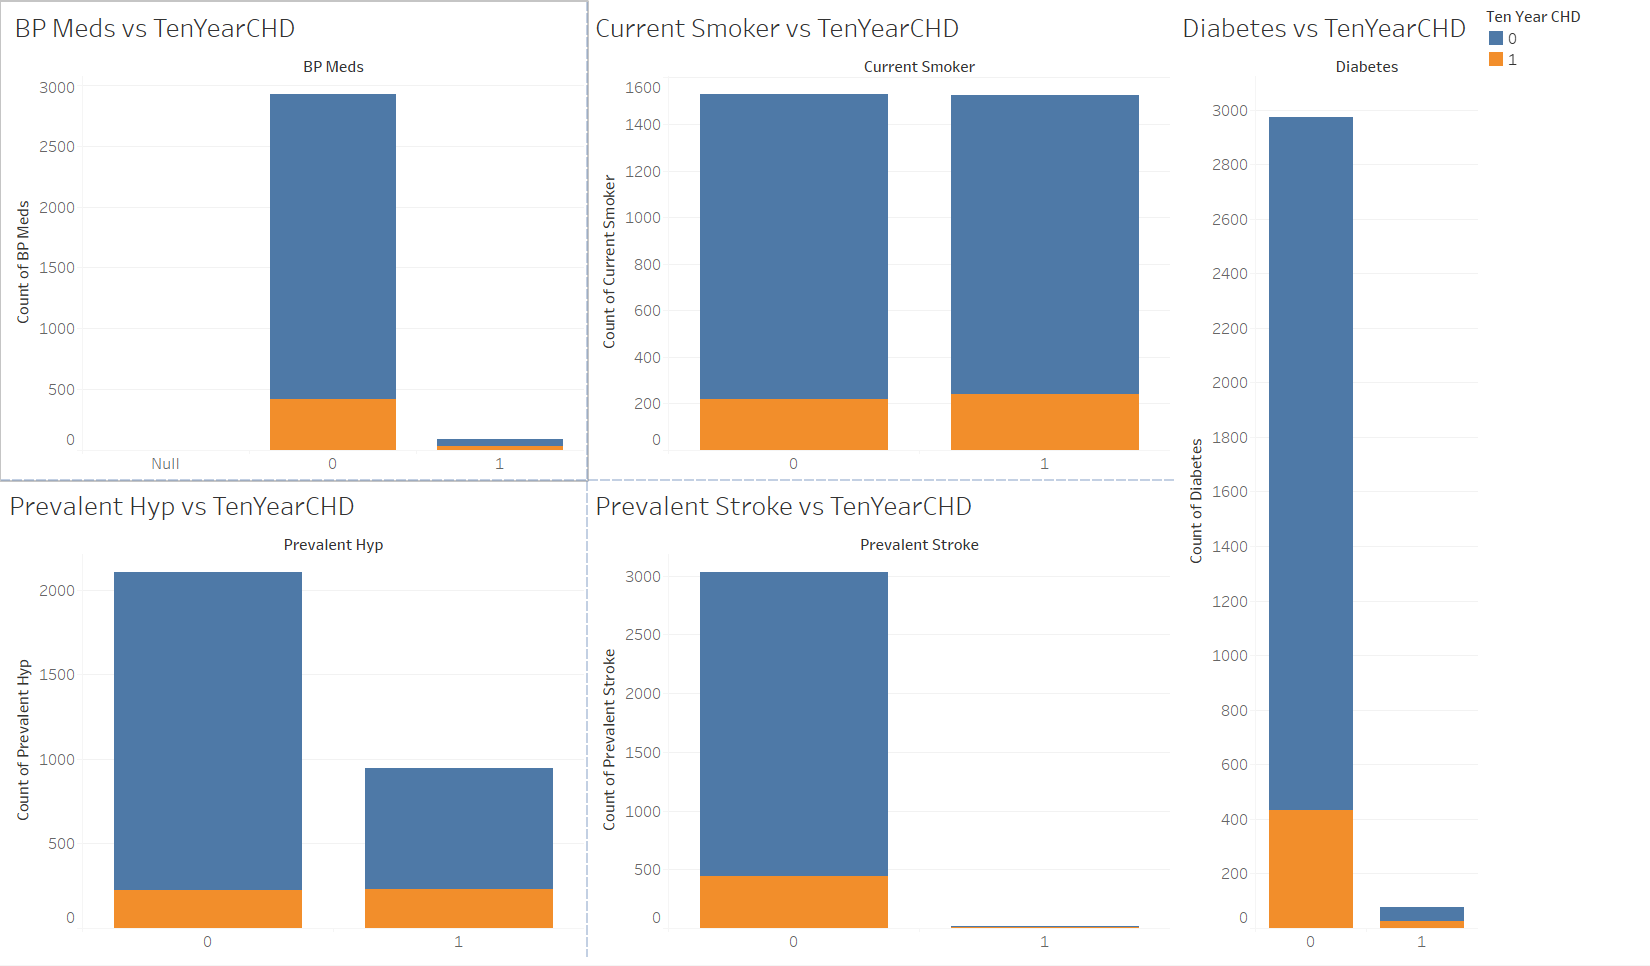 BP Meds vs TenYearCHD
BP Meds
Count of BP Meds
3000
2500
2000
1500
1000
500
0
Null 0 1
Current Smoker vs TenYearCHD
Current Smoker
Count of Current Smoker
1600
1400
1200
1000
800
600
400
200
0
0 1
Diabetes vs TenYearCHD
Diabetes
Count of Diabetes
3000
2800
2600
2400
2200
2000
1800
1600
1400
1200
1000
800
600
400
200
0
0 1
Ten Year CHD
0
1
Prevalent Hyp vs TenYearCHD
Prevalent Hyp
Count of Prevalent Hyp
2000
1500
1000
500
0
0 1
Prevalent Stroke vs TenYearCHD
Prevalent Stroke
Count of Prevalent Stroke
3000
2500
2000
1500
1000
500
0
0 1